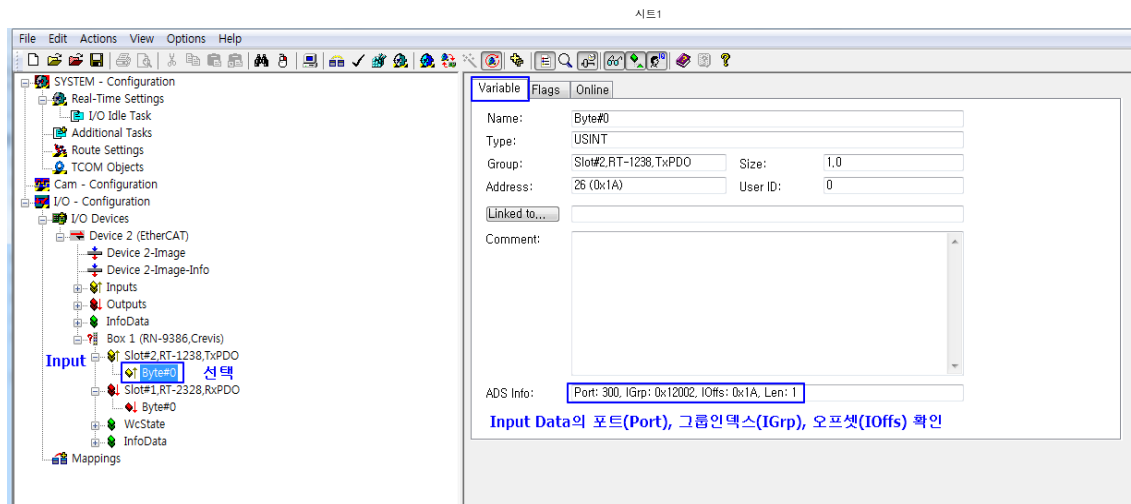 시트1
File Edit Actions View Options Help
SYSTEM - Configuration
Real-Time Settings
I/O Idle Task
Additional Tasks
Route Settings
TCOM Objects
Cam - Configuration
I/O - Configuration
I/O Devices
Device 2 (EtherCAT)
Device 2-Image
Device 2-Image-Info
Inputs
Outputs
InfoData
Box 1 (RN-9386,Crevis)
Input Slot#2,RT-1238,TxPDO
Byte#0 선택
Slot#1,RT-2328,RxPDO
Byte#0
WcState
InfoData
Mappings
Variable Flags Online
Name: Byte#0
Type: USINT
Group: Slot#2,RT-1238,TxPDO Size: 1,0
Address: 26 (0x1A) User ID: 0
Linked to,,,
Comment:
ADS Info: Port: 300, IGrp: 0x12002, IOffs: 0x1A, Len: 1
Input Data의 포트(Port), 그룹인덱스(IGrp), 오프셋(IOffs) 확인